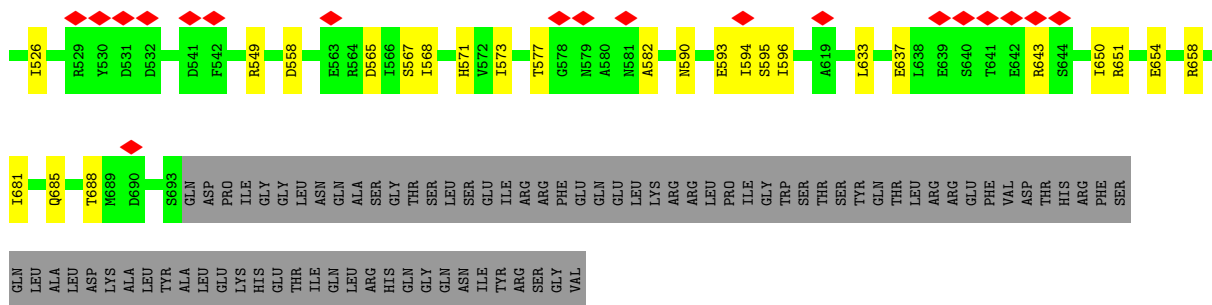 I526 R529 Y530 D531 D532 D541 F542 R549 D558 E563 R564 D565 I566 S567 I568 H571 V572 I573 T577 G578 N579 A580 N581 A582 N590 E593 I594 S595 I596 A619 L633 E637 L638 E639 S640 T641 E642 R643 S644 I650 R651 E654 R658
I681 Q685 T688 M689 D690 S693 GLN ASP PRO ILE GLY GLY LEU ASN GLN ALA SER GLY THR SER LEU SER GLU ILE ARG ARG PHE GLU GLN GLU LEU LYS ARG ARG LEU PRO ILE GLY TRP SER THR SER TYR GLN THR LEU ARG ARG GLU PHE VAL ASP THR HIS ARG PHE SER
GLN LEU ALA LEU ASP LYS ALA LEU TYR ALA LEU GLU LYS HIS GLU THR ILE GLN LEU ARG HIS GLN GLY GLN ASN ILE TYR ARG SER GLY VAL